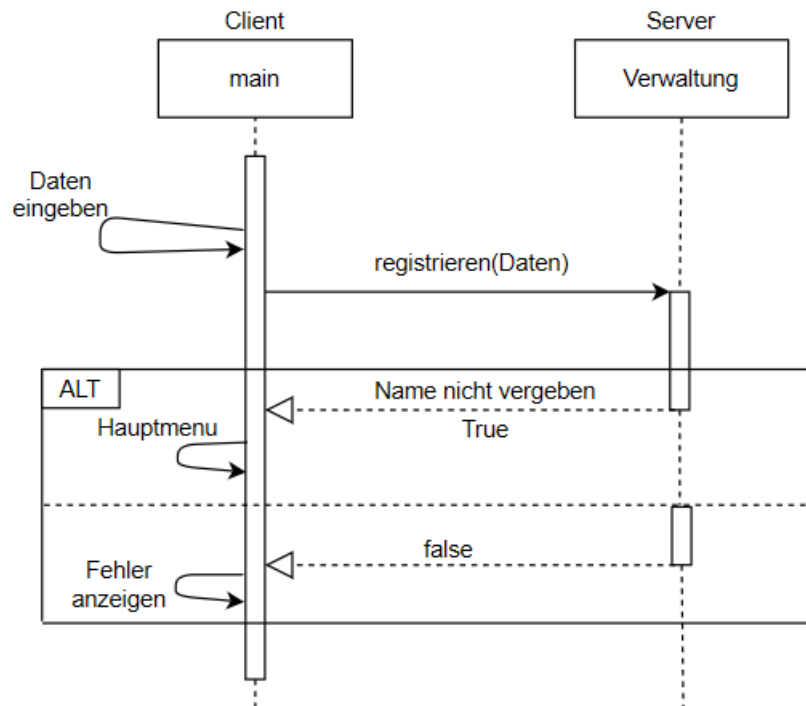 Client
Server
main
Verwaltung
Daten
eingeben
registrieren(Daten)
ALT
Name nicht vergeben
True
Hauptmenu
false
Fehler
anzeigen